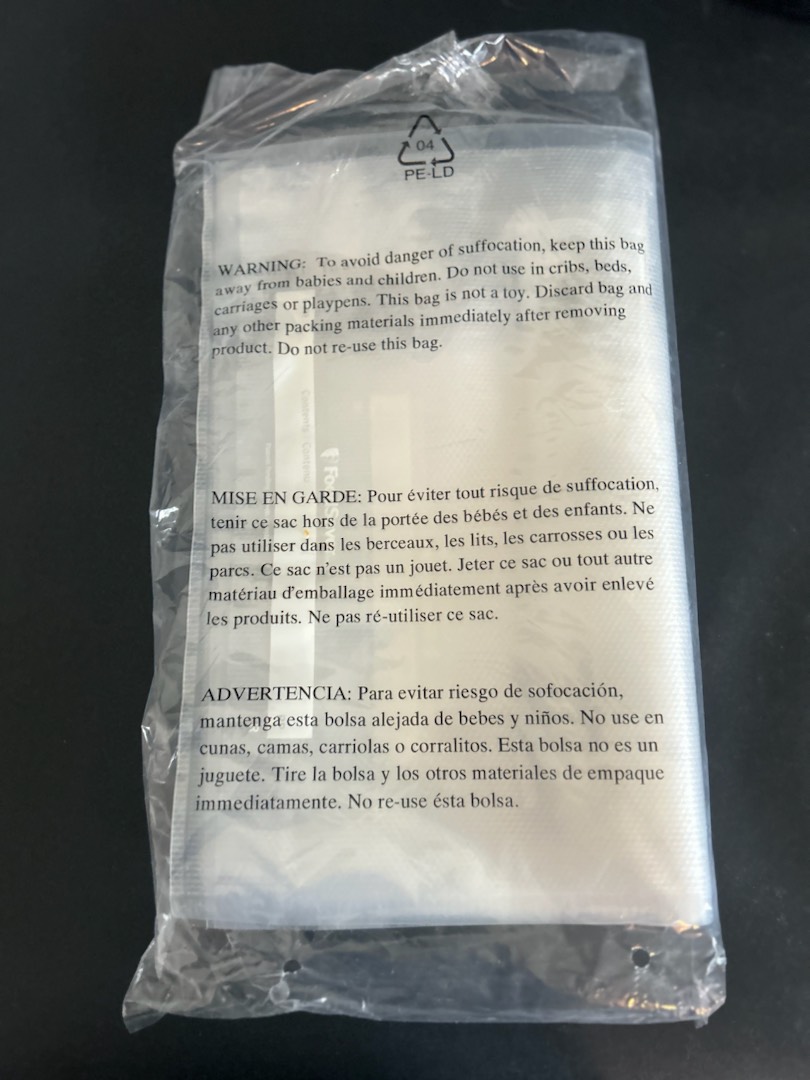 04
PE-LD
WARNING: To avoid danger of suffocation, keep this bag
away from babies and children. Do not use in cribs, beds,
carriages or playpens. This bag is not a toy. Discard bag and
any other packing materials immediately after removing
product. Do not re-use this bag.
Contents
MISE EN GARDE: Pour éviter tout risque de suffocation,
tenir ce sac hors de la portée des bébés et des enfants. Ne
pas utiliser dans les berceaux, les lits, les carrosses ou les
parcs. Ce sac n'est pas un jouet. Jeter ce sac ou tout autre
matériau d'emballage immédiatement après avoir enlevé
les produits. Ne pas ré-utiliser ce sac.
ADVERTENCIA: Para evitar riesgo de sofocación,
mantenga esta bolsa alejada de bebes y niños. No use en
cunas, camas, carriolas o corralitos. Esta bolsa no es un
juguete. Tire la bolsa y los otros materiales de empaque
immediatamente. No re-use ésta bolsa.